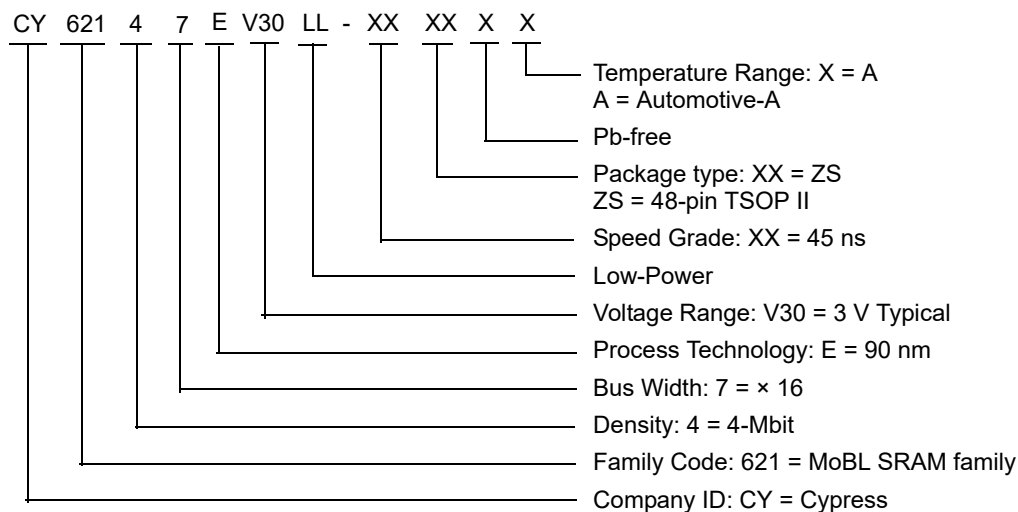 CY 621 4 7 E V30 LL - XX XX X X
Temperature Range: X = A
A = Automotive-A
Pb-free
Package type: XX = ZS
ZS = 48-pin TSOP II
Speed Grade: XX = 45 ns
Low-Power
Voltage Range: V30 = 3 V Typical
Process Technology: E = 90 nm
Bus Width: 7 = × 16
Density: 4 = 4-Mbit
Family Code: 621 = MoBL SRAM family
Company ID: CY = Cypress